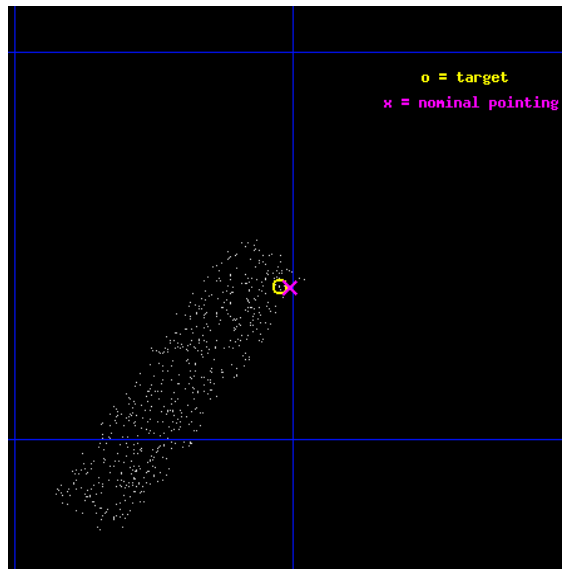 o = target
x = nominal pointing